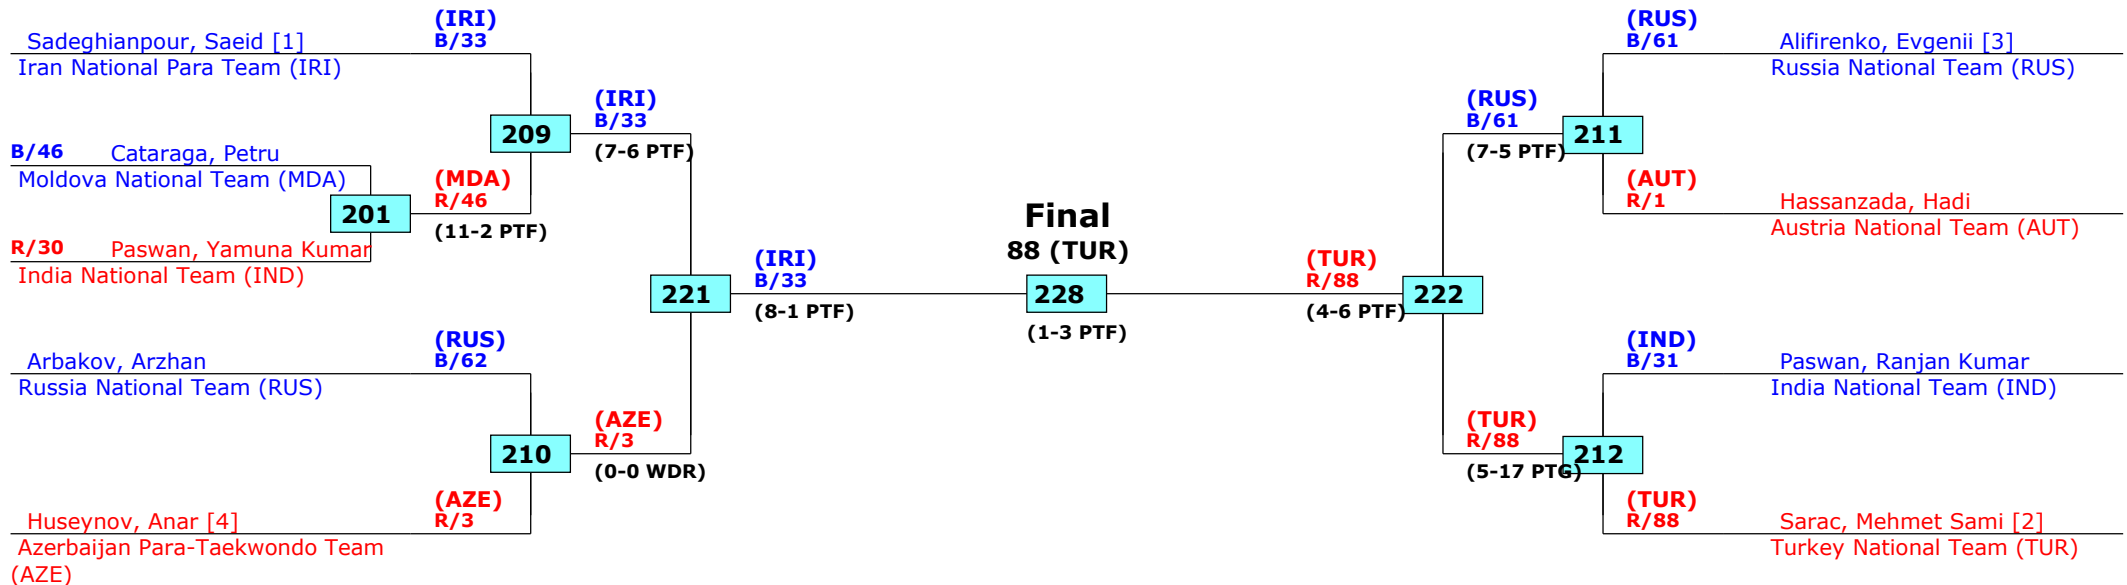 (IRI)
B/33
Sadeghianpour, Saeid [1]
Iran National Para Team (IRI)
209
(IRI)
B/33
(7-6 PTF)
B/46 Cataraga, Petru
Moldova National Team (MDA)
201
(MDA)
R/46
(11-2 PTF)
R/30 Paswan, Yamuna Kumar
India National Team (IND)
221
(IRI)
B/33
(8-1 PTF)
(RUS)
B/62
Arbakov, Arzhan
Russia National Team (RUS)
210
(AZE)
R/3
(0-0 WDR)
(AZE)
R/3
Huseynov, Anar [4]
Azerbaijan Para-Taekwondo Team
(AZE)
Final
88 (TUR)
228
(1-3 PTF)
(RUS)
B/61
Alifirenko, Evgenii [3]
Russia National Team (RUS)
(RUS)
B/61
(7-5 PTF)
211
(AUT)
R/1
Hassanzada, Hadi
Austria National Team (AUT)
(TUR)
R/88
(4-6 PTF)
222
(IND)
B/31
Paswan, Ranjan Kumar
India National Team (IND)
(TUR)
R/88
(5-17 PTG)
212
(TUR)
R/88
Sarac, Mehmet Sami [2]
Turkey National Team (TUR)